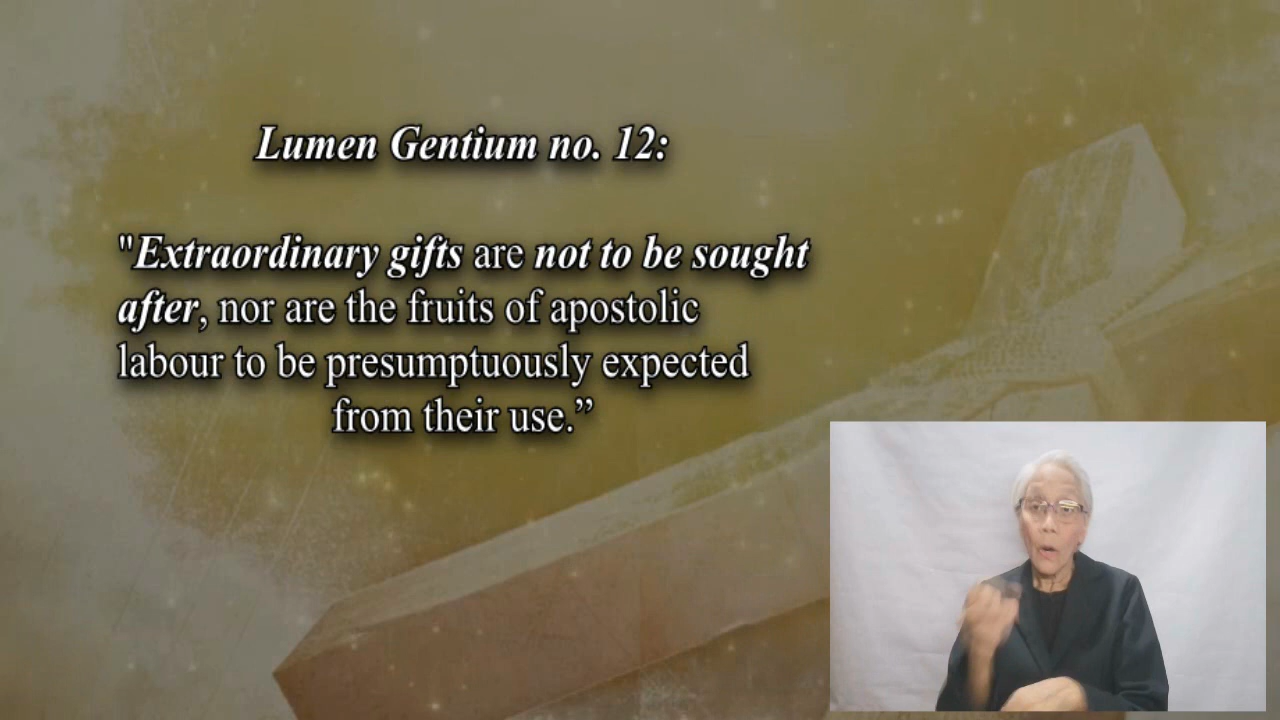 Lumen Gentium no. 12:
"Extraordinary gifts are not to be sought
after, nor are the fruits of apostolic
labour to be presumptuously expected
from their use.”